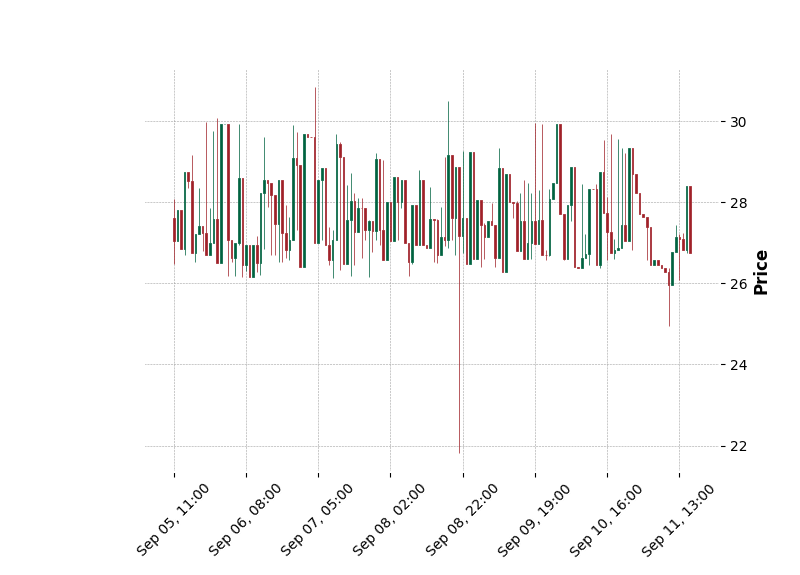 30
28
26
24
22
Price
Sep 05, 11:00
Sep 06, 08:00
Sep 07, 05:00
Sep 08, 02:00
Sep 08, 22:00
Sep 09, 19:00
Sep 10, 16:00
Sep 11, 13:00